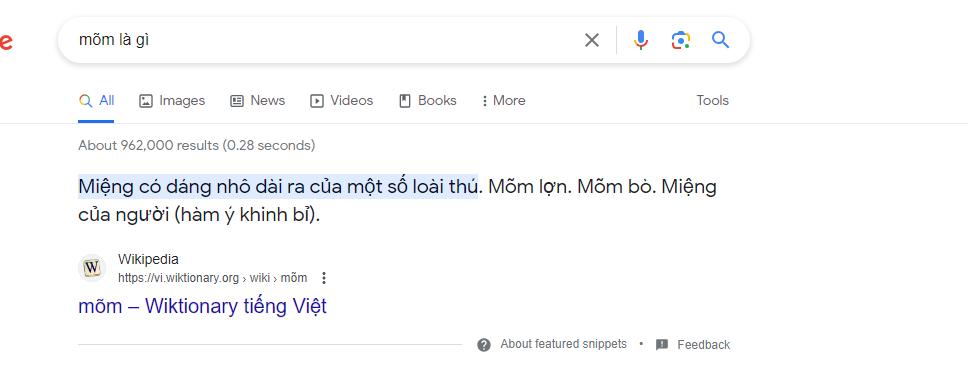 e
mõm là gì
All Images News Videos Books More Tools
About 962,000 results (0.28 seconds)
Miệng có dáng nhô dài ra của một số loài thú. Mõm lợn. Mõm bò. Miệng
của người (hàm ý khinh bỉ).
W
Wikipedia
https://vi.wiktionary.org › wiki › mõm
mõm – Wiktionary tiếng Việt
About featured snippets • Feedback